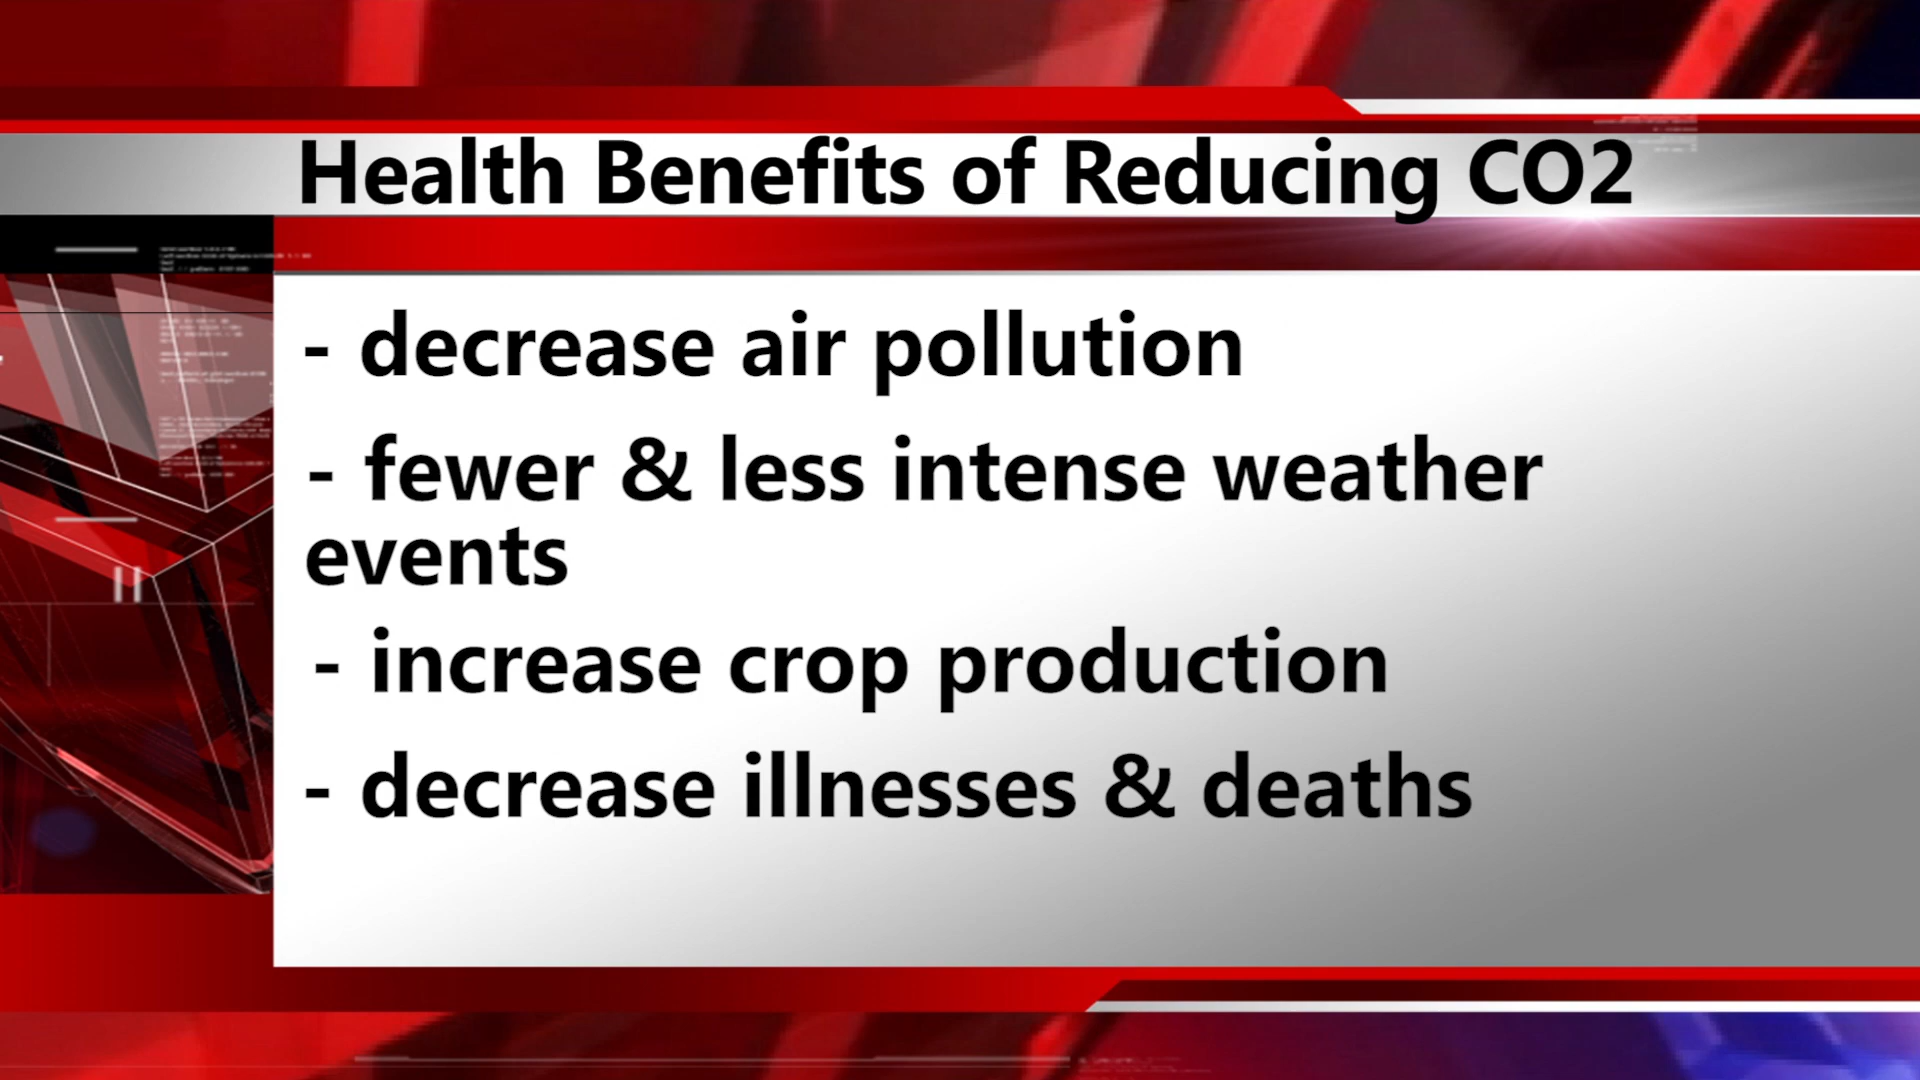 Health Benefits of Reducing CO2
- decrease air pollution
- fewer & less intense weather
events
- increase crop production
- decrease illnesses & deaths